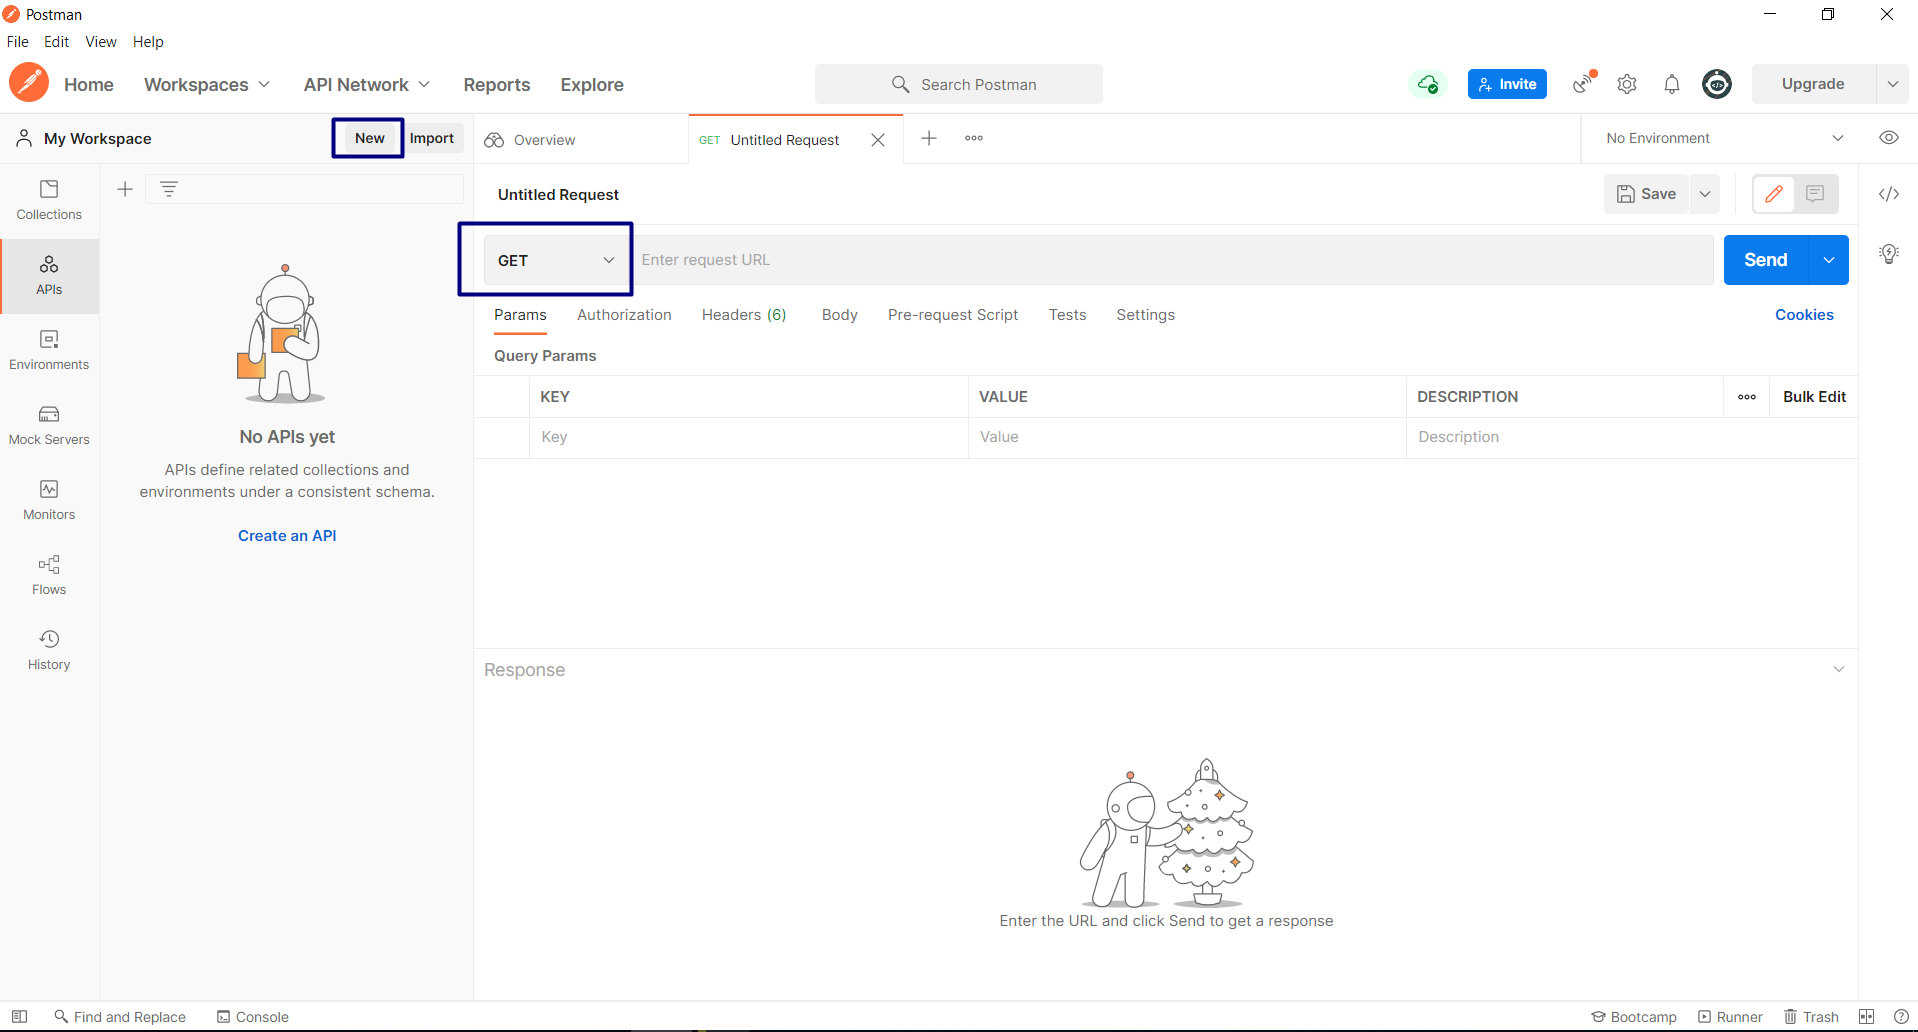 Postman
File Edit View Help
Home Workspaces API Network Reports Explore Search Postman Invite Upgrade
My Workspace New Import Overview GET Untitled Request No Environment
Collections
APIs
Environments
Mock Servers
Monitors
Flows
History
No APIs yet
APIs define related collections and
environments under a consistent schema.
Create an API
Untitled Request Save
GET Enter request URL Send
Params Authorization Headers (6) Body Pre-request Script Tests Settings Cookies
Query Params
KEY VALUE DESCRIPTION Bulk Edit
Key Value Description
Response
Enter the URL and click Send to get a response
Find and Replace Console Bootcamp Runner Trash